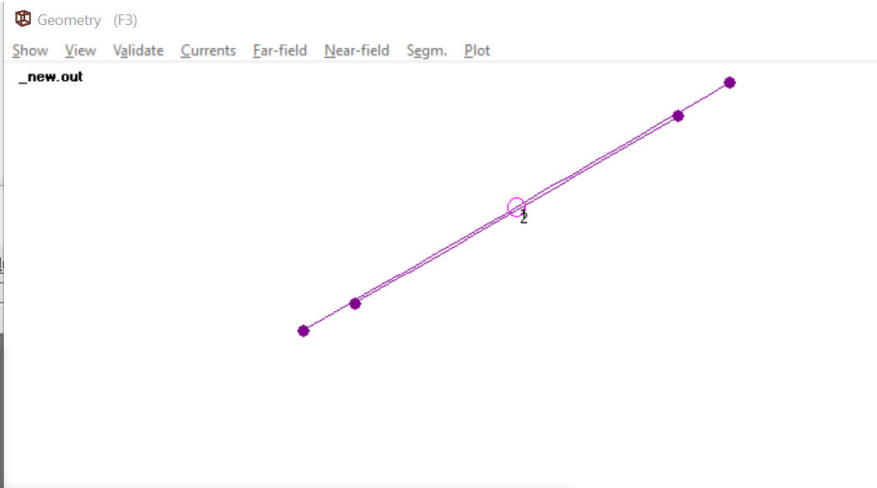 Geometry (F3)
Show View Validate Currents Far-field Near-field Segm. Plot
_new.out
2